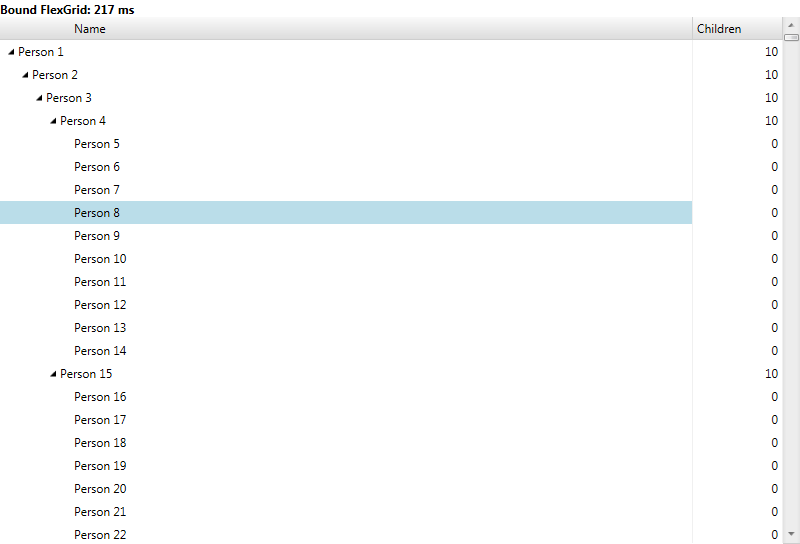 Bound FlexGrid: 217 ms
Name Children
Person 1 10
Person 2 10
Person 3 10
Person 4 10
Person 5 0
Person 6 0
Person 7 0
Person 8 0
Person 9 0
Person 10 0
Person 11 0
Person 12 0
Person 13 0
Person 14 0
Person 15 10
Person 16 0
Person 17 0
Person 18 0
Person 19 0
Person 20 0
Person 21 0
Person 22 0